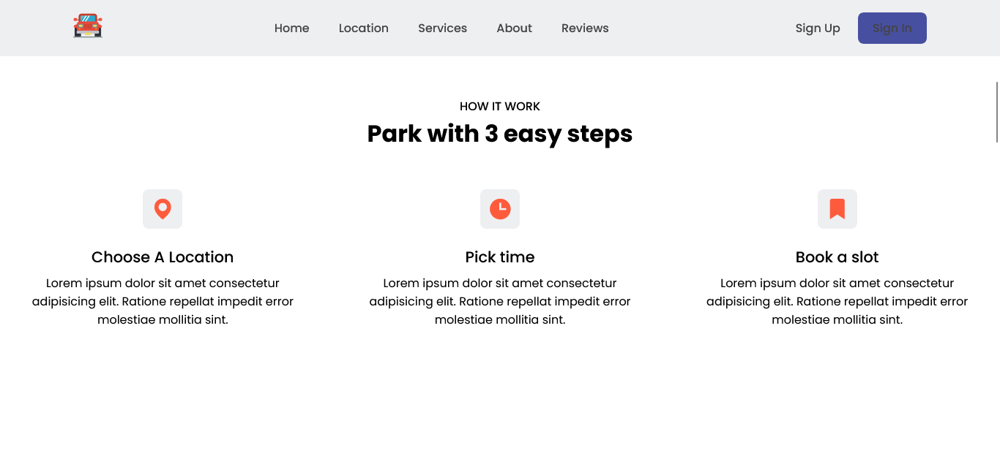 Home Location Services About Reviews Sign Up Sign In
HOW IT WORK
Park with 3 easy steps
Choose A Location
Lorem ipsum dolor sit amet consectetur
adipisicing elit. Ratione repellat impedit error
molestiae mollitia sint.
Pick time
Lorem ipsum dolor sit amet consectetur
adipisicing elit. Ratione repellat impedit error
molestiae mollitia sint.
Book a slot
Lorem ipsum dolor sit amet consectetur
adipisicing elit. Ratione repellat impedit error
molestiae mollitia sint.